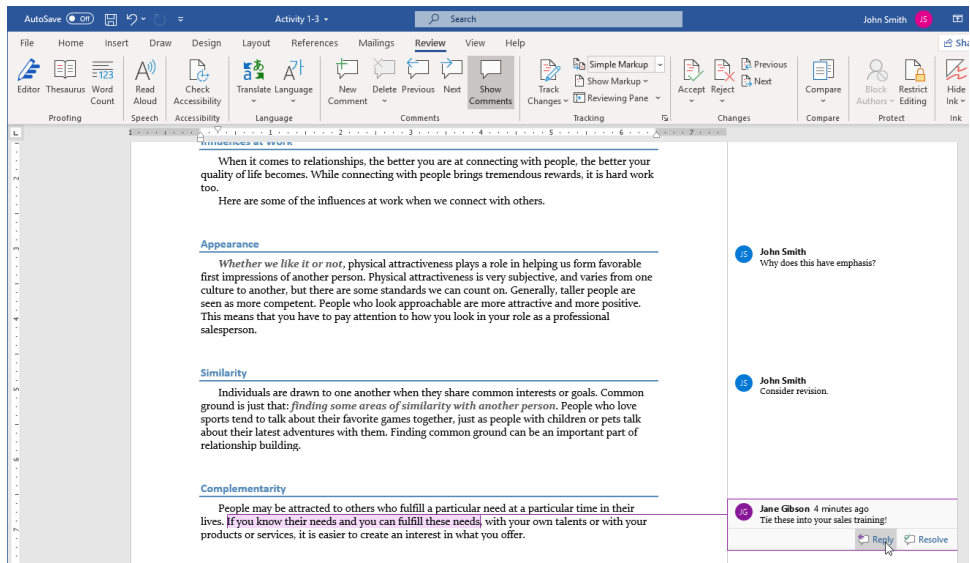 AutoSave Off Activity 1-3 Search John Smith JS
File Home Insert Draw Design Layout References Mailings Review View Help Sha
Editor Thesaurus Word Count Read Aloud Check Accessibility Translate Language New Comment Delete Previous Next Show Comments Track Changes Simple Markup Show Markup Reviewing Pane Accept Reject Previous Next Compare Block Authors Restrict Editing Hide Ink
Proofing Speech Accessibility Language Comments Tracking Changes Compare Protect Ink
1 1 2 3 4 5 6 7
Influences at Work
When it comes to relationships, the better you are at connecting with people, the better your
quality of life becomes. While connecting with people brings tremendous rewards, it is hard work
too.
Here are some of the influences at work when we connect with others.
Appearance
Whether we like it or not, physical attractiveness plays a role in helping us form favorable
first impressions of another person. Physical attractiveness is very subjective, and varies from one
culture to another, but there are some standards we can count on. Generally, taller people are
seen as more competent. People who look approachable are more attractive and more positive.
This means that you have to pay attention to how you look in your role as a professional
salesperson.
JS John Smith
Why does this have emphasis?
Similarity
Individuals are drawn to one another when they share common interests or goals. Common
ground is just that: finding some areas of similarity with another person. People who love
sports tend to talk about their favorite games together, just as people with children or pets talk
about their latest adventures with them. Finding common ground can be an important part of
relationship building.
JS John Smith
Consider revision.
Complementarity
People may be attracted to others who fulfill a particular need at a particular time in their
lives. If you know their needs and you can fulfill these needs, with your own talents or with your
products or services, it is easier to create an interest in what you offer.
JG Jane Gibson 4 minutes ago
Tie these into your sales training!
Reply Resolve